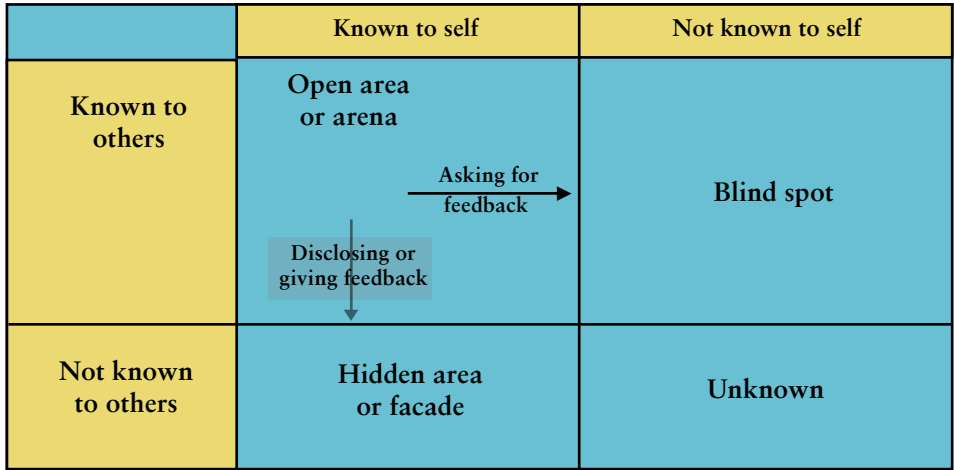 Known to self
Not known to self
Known to
others
Open area
or arena
Asking for
feedback
Disclosing or
giving feedback
Blind spot
Not known
to others
Hidden area
or facade
Unknown